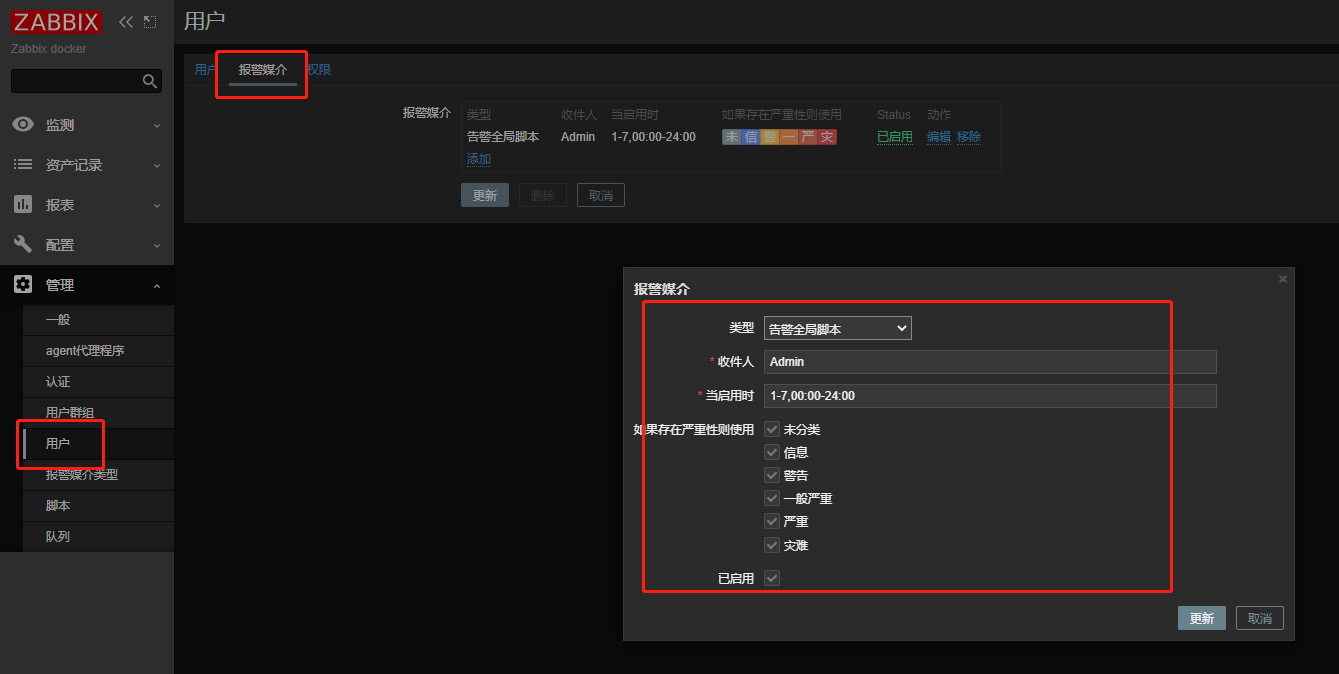 ZABBIX
Zabbix docker
监测
资产记录
报表
配置
管理
一般
agent代理程序
认证
用户群组
用户
报警媒介类型
脚本
队列
用户
用户 报警媒介 权限
报警媒介 类型 收件人 当启用时 如果存在严重性则使用 Status 动作
告警全局脚本 Admin 1-7,00:00-24:00 未 信 警 一 严 灾 已启用 编辑 移除
添加
更新 删除 取消
报警媒介
类型 告警全局脚本
* 收件人 Admin
* 当启用时 1-7,00:00-24:00
如果存在严重性则使用 未分类
信息
警告
一般严重
严重
灾难
已启用
更新 取消